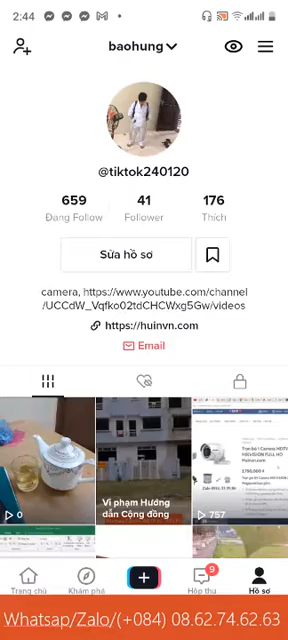 2:44
baohung
@tiktok240120
659 41 176
Đang Follow Follower Thích
Sửa hồ sơ
camera, https://www.youtube.com/channel
/UCCdW_Vqfko02tdCHCWxg5Gw/videos
https://huinvn.com
Email
0
Vi phạm Hướng
dẫn Cộng đồng
757
Trang chủ Khám phá Hộp thư Hồ sơ
9
Whatsap/Zalo/(+084) 08.62.74.62.63